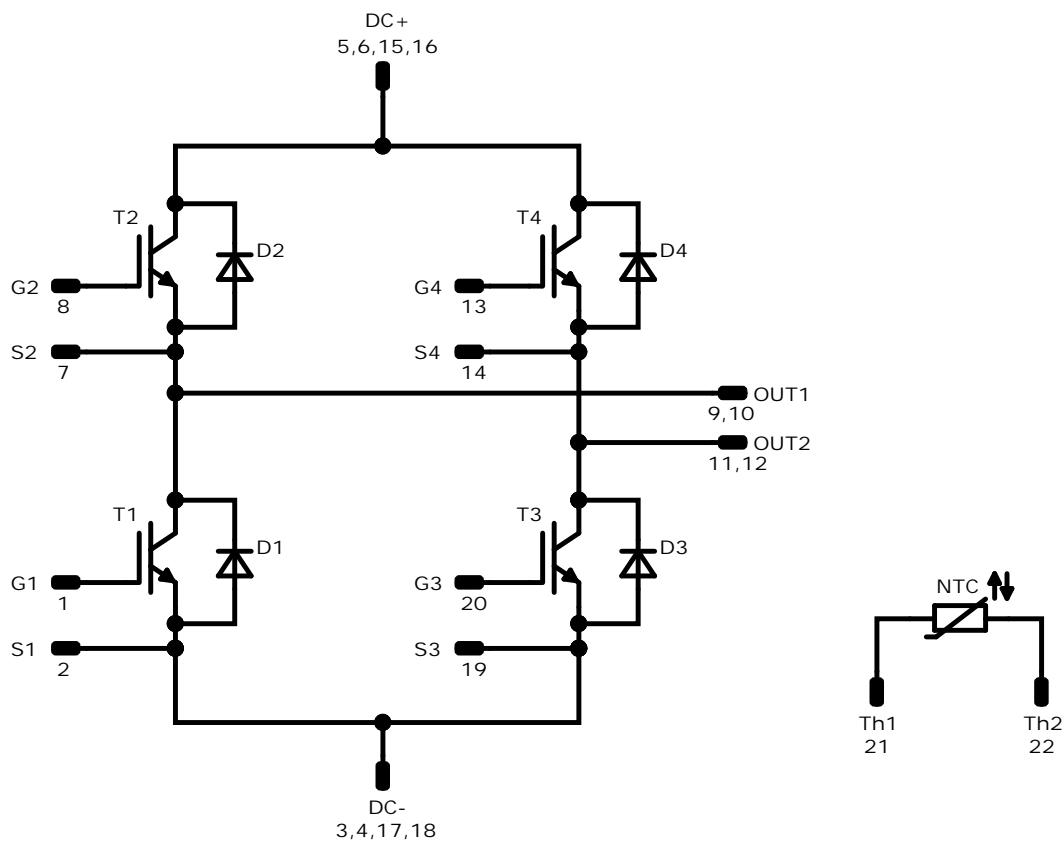 DC+
5,6,15,16
T2
D2
T4
D4
G2
8
G4
13
S2
7
S4
14
OUT1
9,10
OUT2
11,12
T1
D1
T3
D3
G1
1
G3
20
NTC
S1
2
S3
19
Th1
21
Th2
22
DC-
3,4,17,18